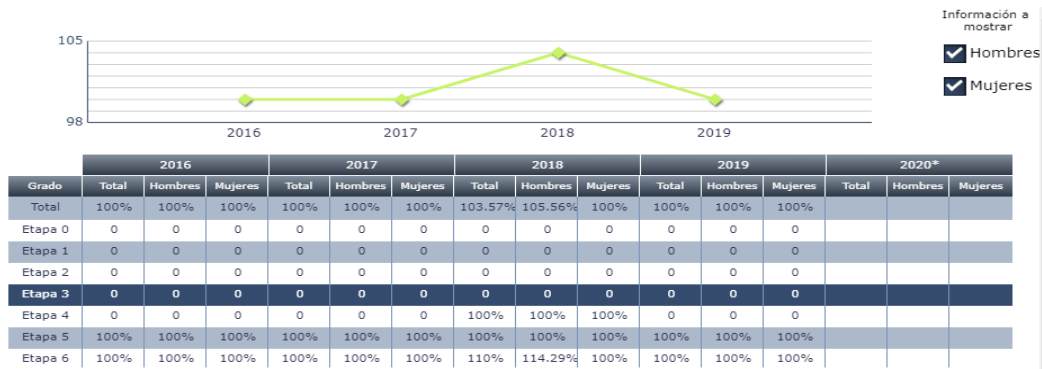 Información a
mostrar
Hombres
Mujeres
105
98
2016 2017 2018 2019
2016 2017 2018 2019 2020*
Grado Total Hombres Mujeres Total Hombres Mujeres Total Hombres Mujeres Total Hombres Mujeres Total Hombres Mujeres
Total 100% 100% 100% 100% 100% 100% 103.57% 105.56% 100% 100% 100% 100%
Etapa 0 0 0 0 0 0 0 0 0 0 0 0 0
Etapa 1 0 0 0 0 0 0 0 0 0 0 0 0
Etapa 2 0 0 0 0 0 0 0 0 0 0 0 0
Etapa 3 0 0 0 0 0 0 0 0 0 0 0 0
Etapa 4 0 0 0 0 0 0 100% 100% 100% 0 0 0
Etapa 5 100% 100% 100% 100% 100% 100% 100% 100% 100% 100% 100% 100%
Etapa 6 100% 100% 100% 100% 100% 100% 110% 114.29% 100% 100% 100% 100%